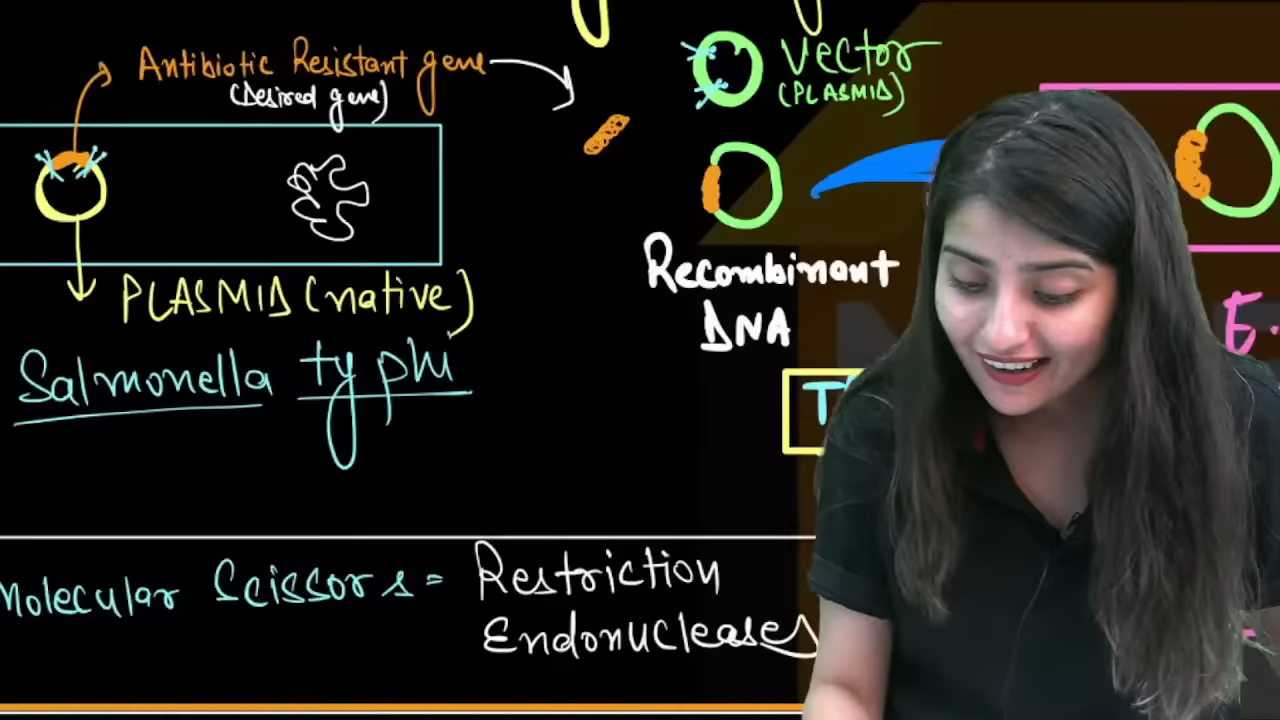 Antibiotic Resistant gene
(Desired gene)
Vector
(PLASMID)
PLASMID (native)
Salmonella typhi
Recombinant
DNA
T
E.
Molecular Scissors = Restriction
Endonucleases